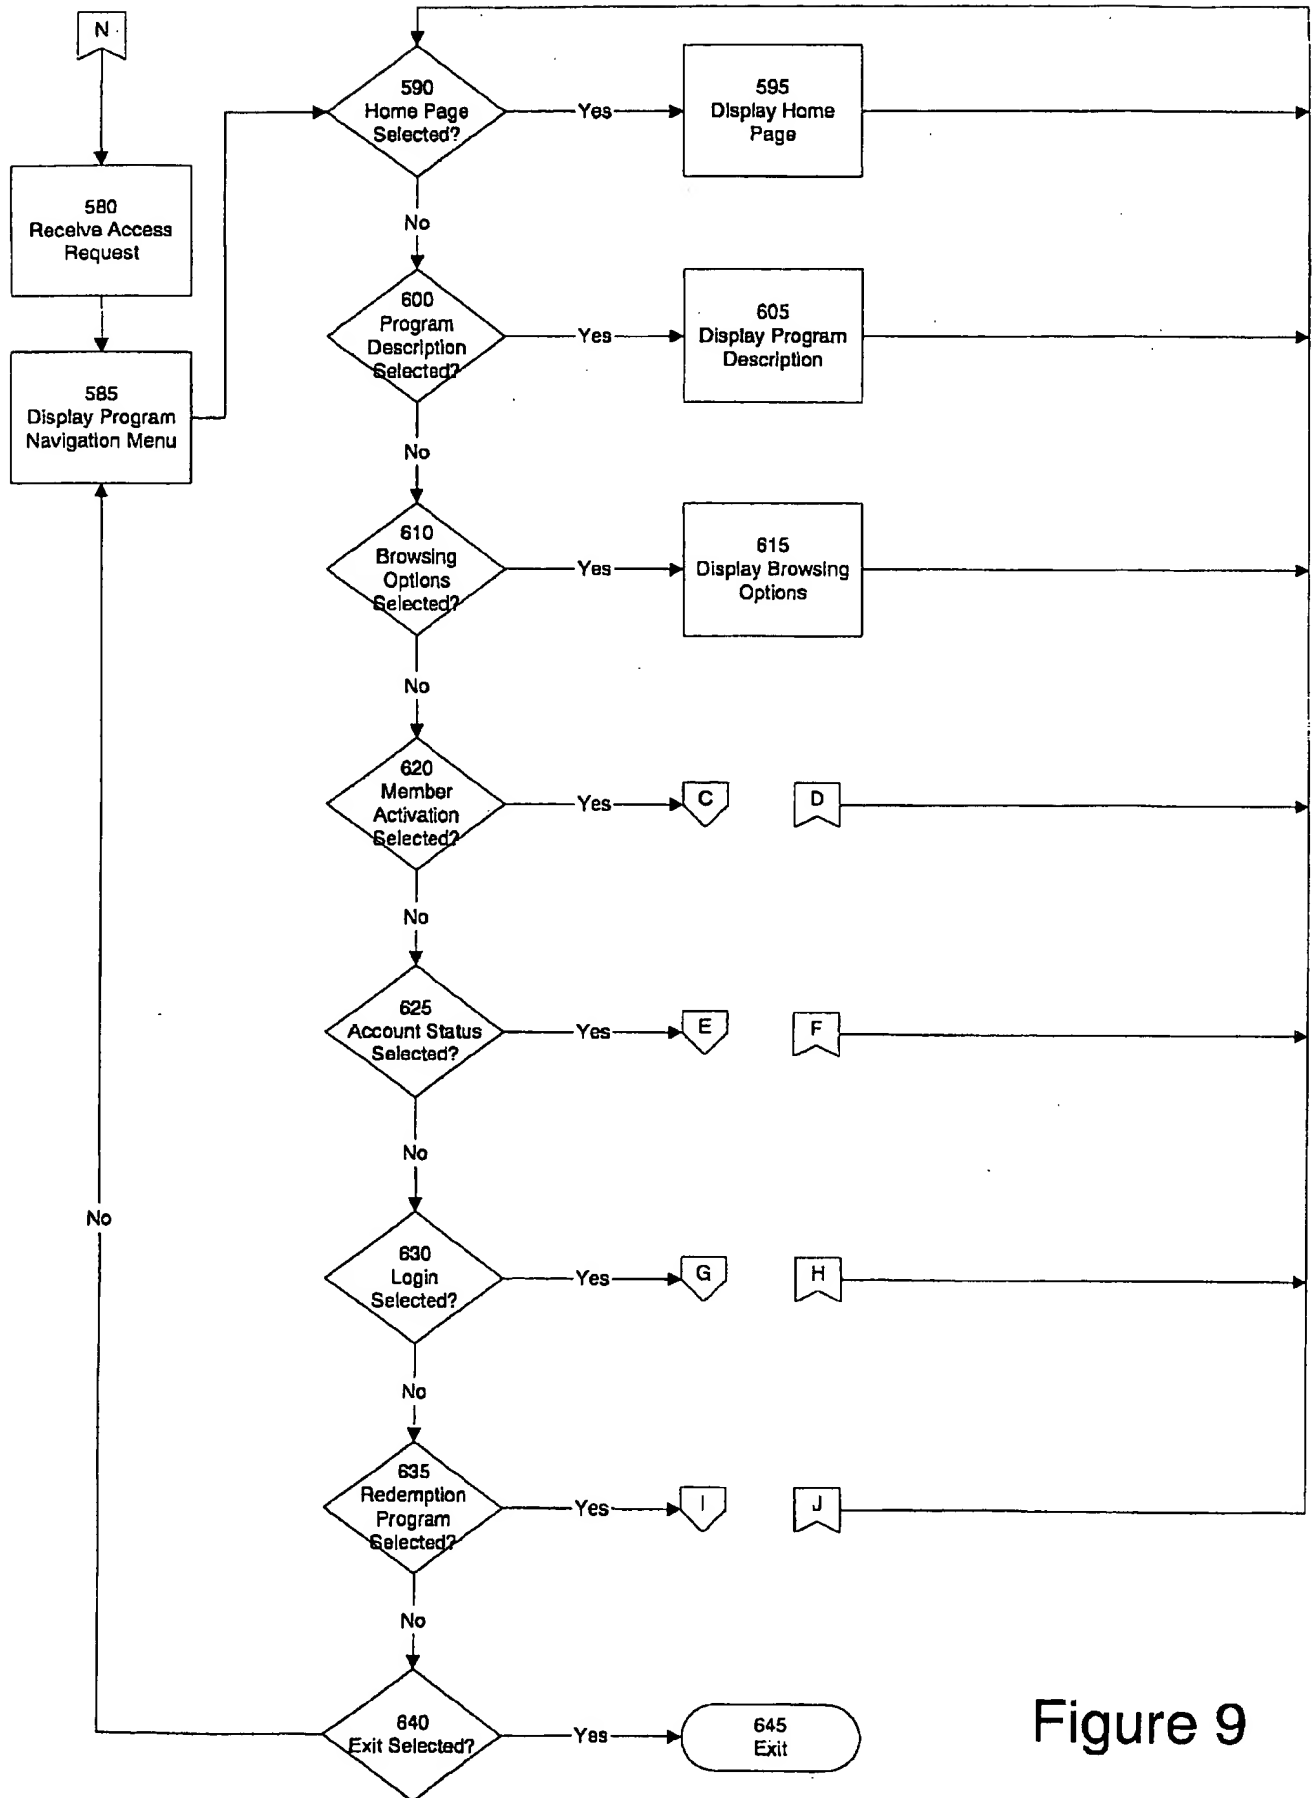 N
580
Receive Access
Request
585
Display Program
Navigation Menu
No
590
Home Page
Selected?
Yes
595
Display Home
Page
No
600
Program
Description
Selected?
Yes
605
Display Program
Description
No
610
Browsing
Options
Selected?
Yes
615
Display Browsing
Options
No
620
Member
Activation
Selected?
Yes
C
D
No
625
Account Status
Selected?
Yes
E
F
No
630
Login
Selected?
Yes
G
H
No
635
Redemption
Program
Selected?
Yes
I
J
No
640
Exit Selected?
Yes
645
Exit
Figure 9